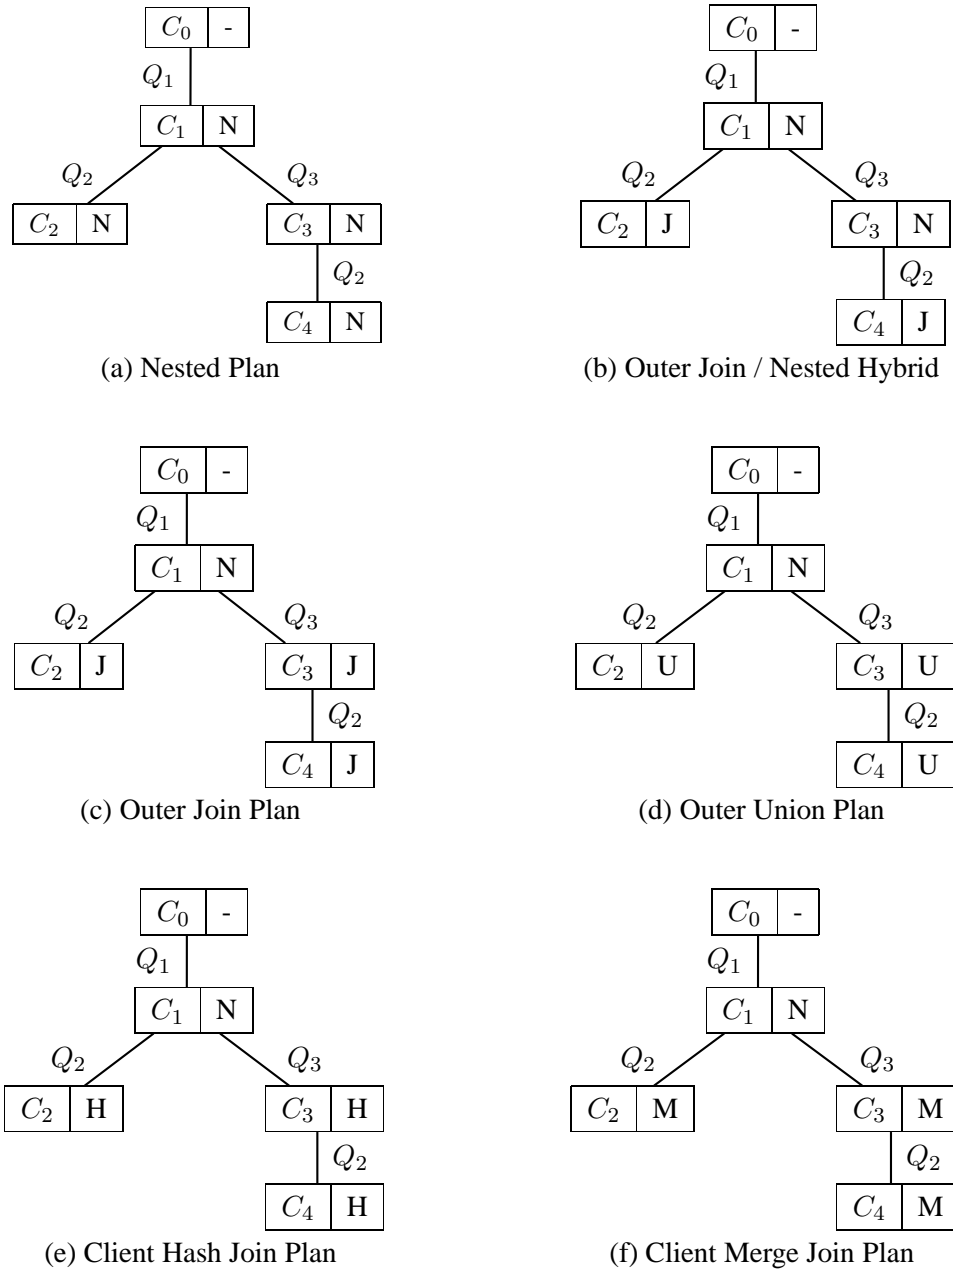 C0 - C0 -
Q1 Q1
C1 N C1 N
Q2 Q3 Q2 Q3
C2 N C3 N C2 J C3 N
Q2 Q2
C4 N C4 J
(a) Nested Plan (b) Outer Join / Nested Hybrid
C0 - C0 -
Q1 Q1
C1 N C1 N
Q2 Q3 Q2 Q3
C2 J C3 J C2 U C3 U
Q2 Q2
C4 J C4 U
(c) Outer Join Plan (d) Outer Union Plan
C0 - C0 -
Q1 Q1
C1 N C1 N
Q2 Q3 Q2 Q3
C2 H C3 H C2 M C3 M
Q2 Q2
C4 H C4 M
(e) Client Hash Join Plan (f) Client Merge Join Plan